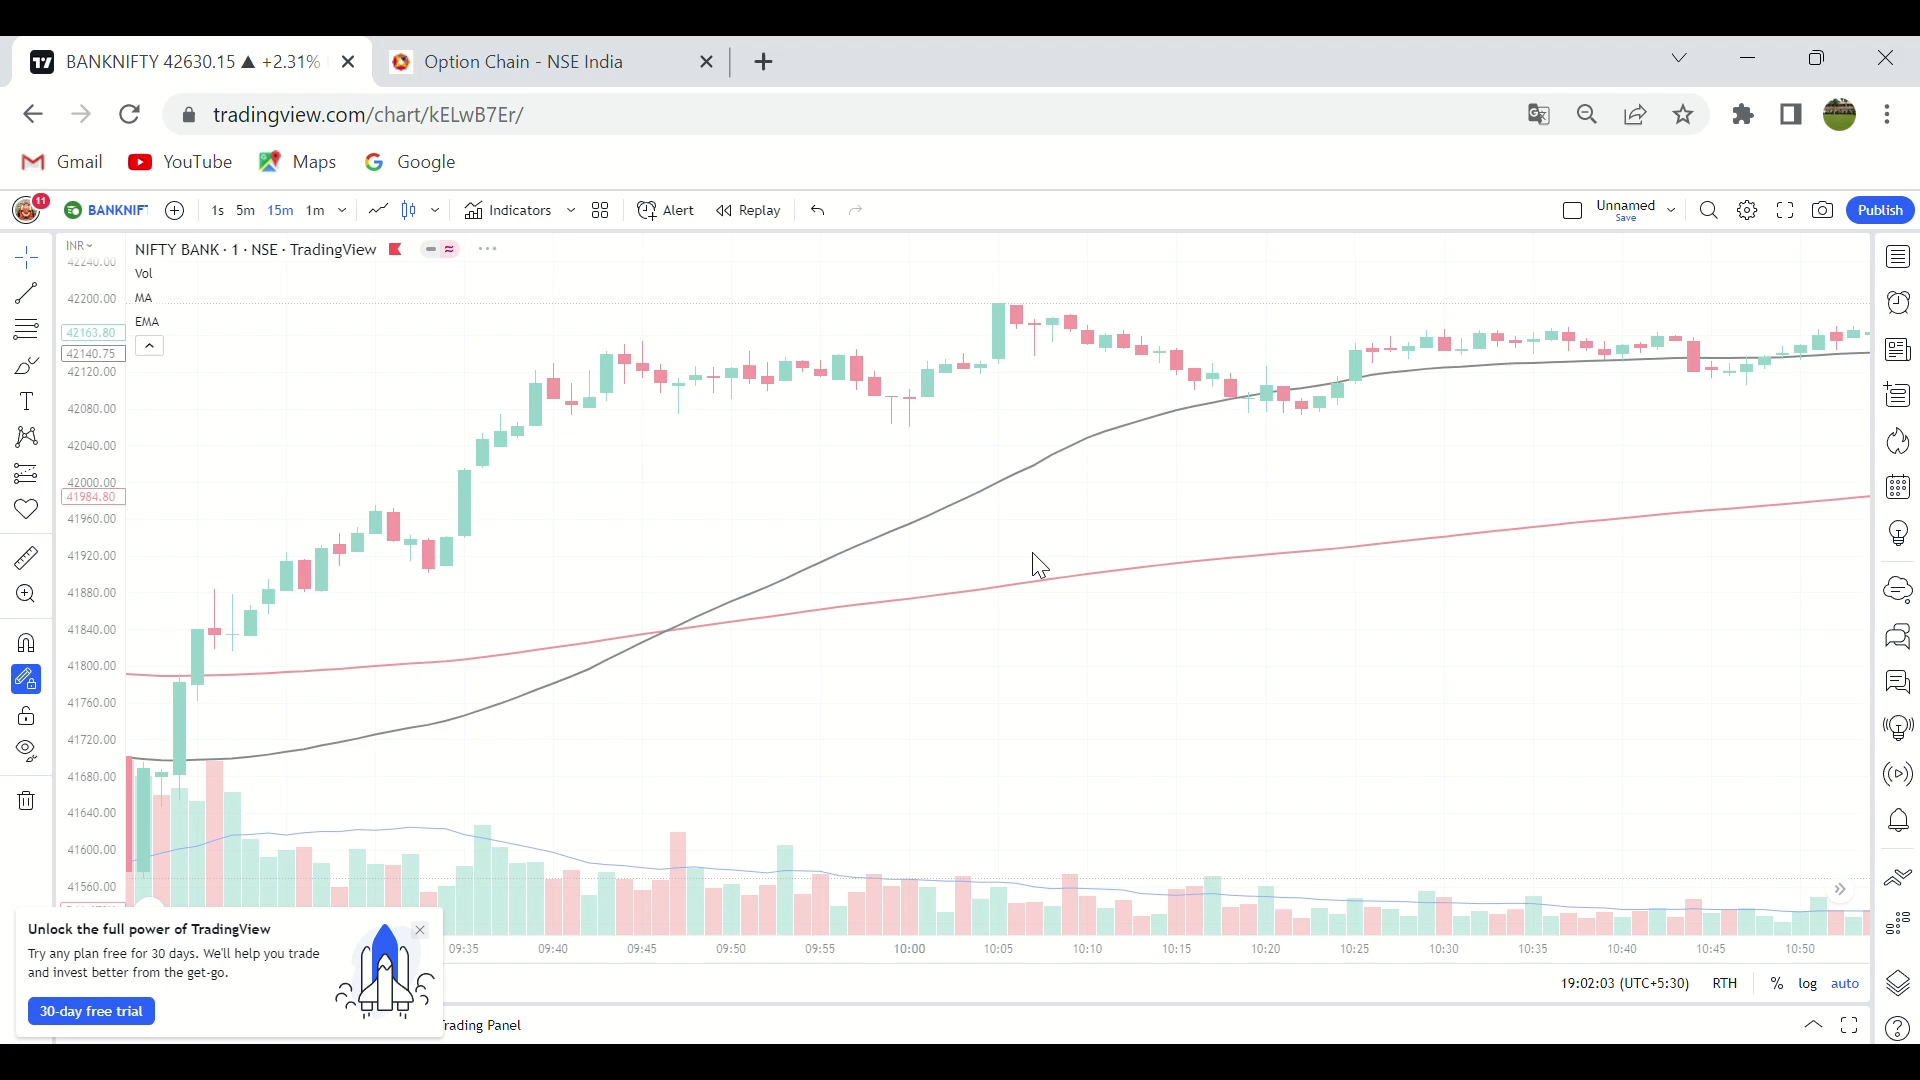 BANKNIFTY 42630.15 ▲ +2.31%
Option Chain - NSE India
tradingview.com/chart/kELwB7Er/
Gmail YouTube Maps Google
11 BANKNIF 1s 5m 15m 1m Indicators Alert Replay Unnamed Save Publish
INR
NIFTY BANK · 1 · NSE · TradingView
Vol
MA
EMA
42240.00
42200.00
42163.80
42140.75
42120.00
42080.00
42040.00
42000.00
41984.80
41960.00
41920.00
41880.00
41840.00
41800.00
41760.00
41720.00
41680.00
41640.00
41600.00
41560.00
09:35 09:40 09:45 09:50 09:55 10:00 10:05 10:10 10:15 10:20 10:25 10:30 10:35 10:40 10:45 10:50
19:02:03 (UTC+5:30) RTH % log auto
Unlock the full power of TradingView
Try any plan free for 30 days. We'll help you trade
and invest better from the get-go.
30-day free trial
rading Panel